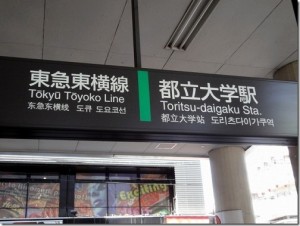 東急東横線
Tōkyū Tōyoko Line
东急东横线 도큐 도요코선
都立大学駅
Toritsu-daigaku Sta.
都立大学站 도리츠다이가쿠역